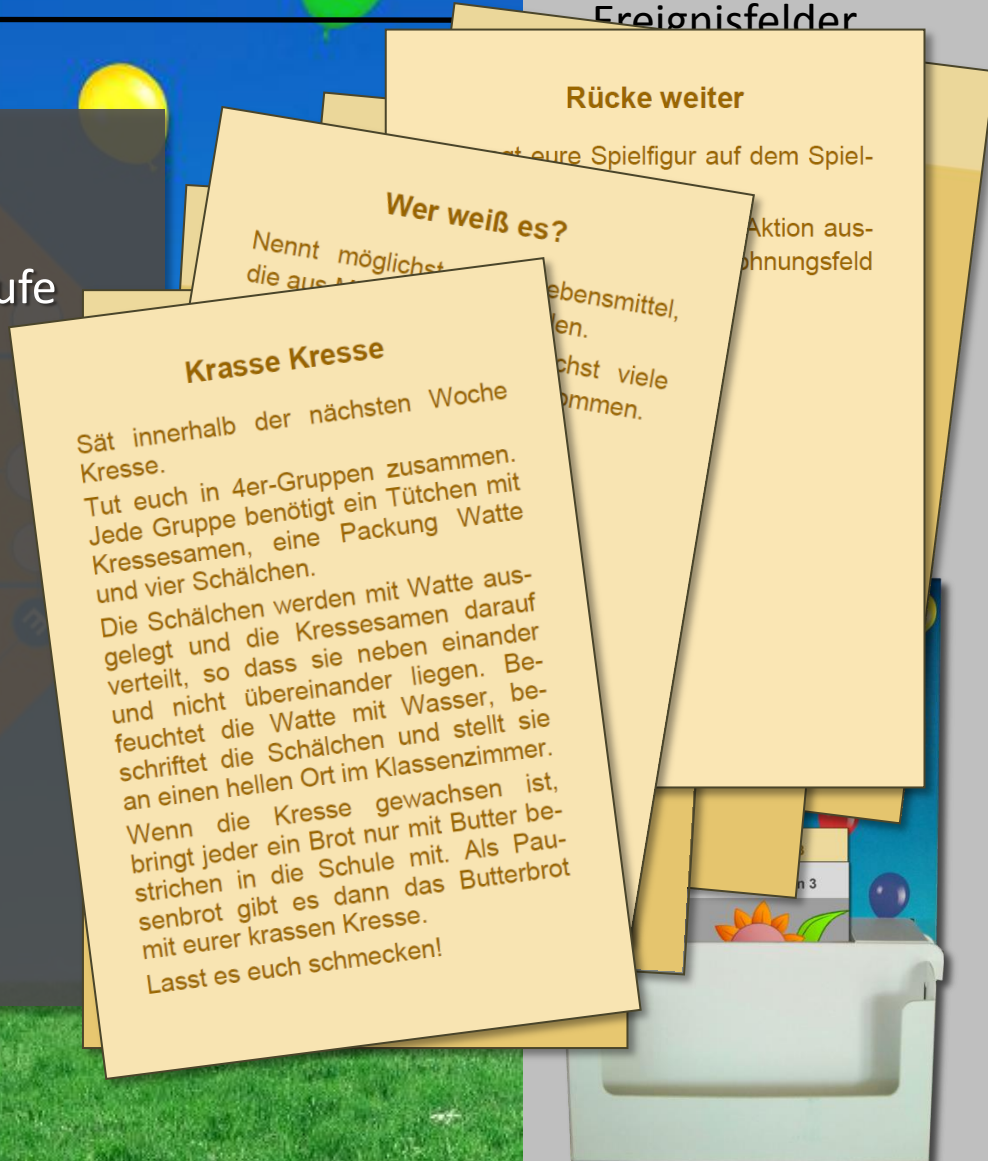 Ereignisfelder
Rücke weiter
eure Spielfigur auf dem Spiel-
Aktion aus-
Wer weiß es?
Nennt möglichst
die aus
den.
viele
Krasse Kresse
Sät innerhalb der nächsten Woche
Kresse.
Tut euch in 4er-Gruppen zusammen.
Jede Gruppe benötigt ein Tütchen mit
Kressesamen, eine Packung Watte
und vier Schälchen.
Die Schälchen werden mit Watte aus-
gelegt und die Kressesamen darauf
verteilt, so dass sie neben einander
und nicht übereinander liegen. Be-
feuchtet die Watte mit Wasser, be-
schriftet die Schälchen und stellt sie
an einen hellen Ort im Klassenzimmer.
Wenn die Kresse gewachsen ist,
bringt jeder ein Brot nur mit Butter be-
strichen in die Schule mit. Als Pau-
senbrot gibt es dann das Butterbrot
mit eurer krassen Kresse.
Lasst es euch schmecken!
3